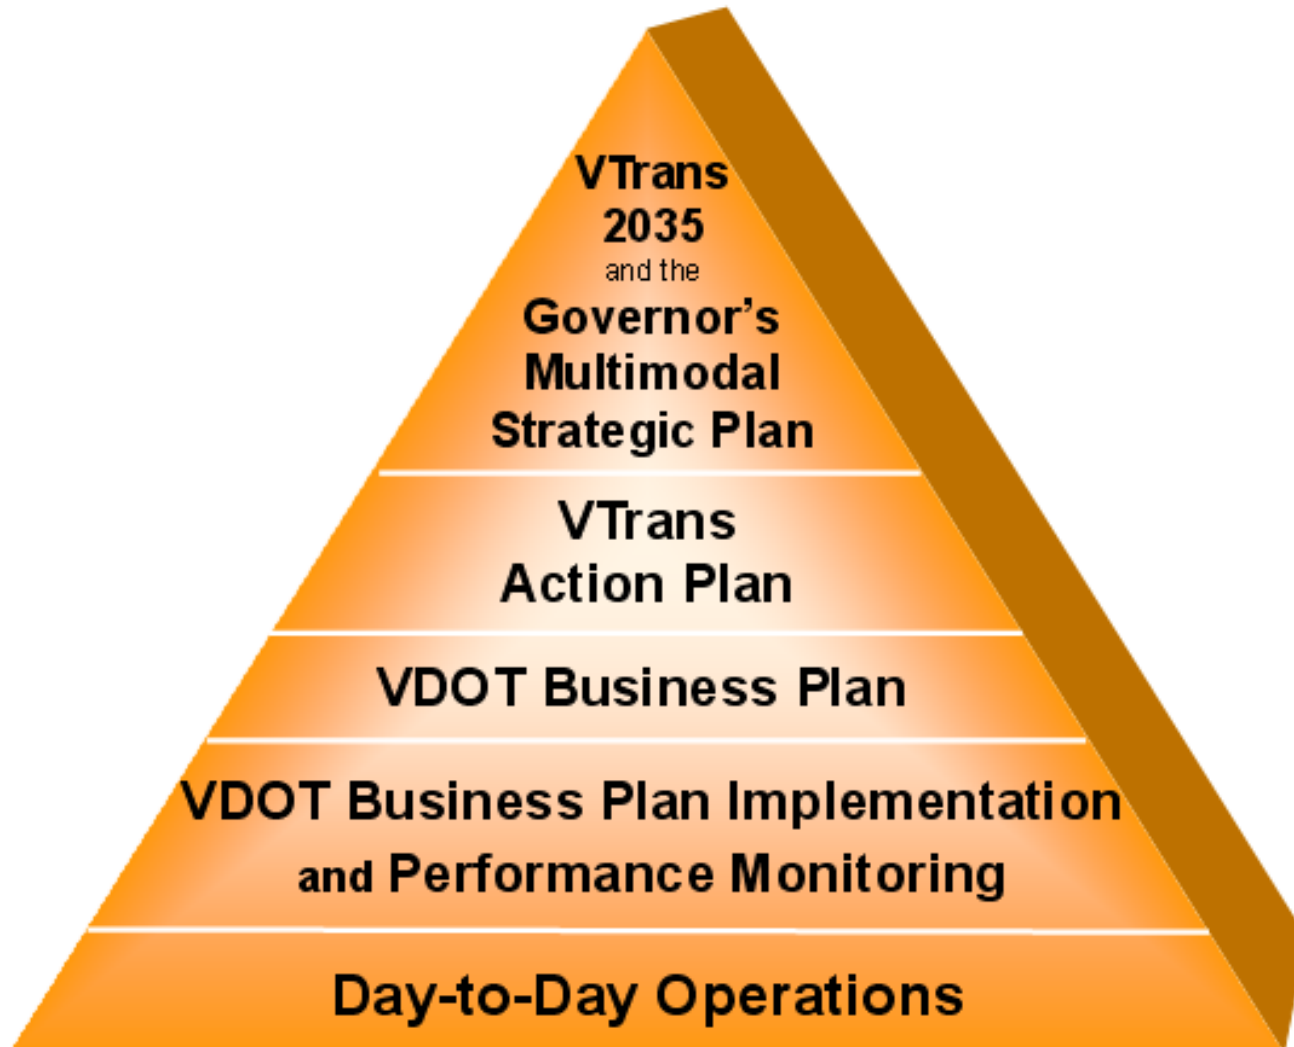 VTrans
2035
and the
Governor’s
Multimodal
Strategic Plan
VTrans
Action Plan
VDOT Business Plan
VDOT Business Plan Implementation
and Performance Monitoring
Day-to-Day Operations